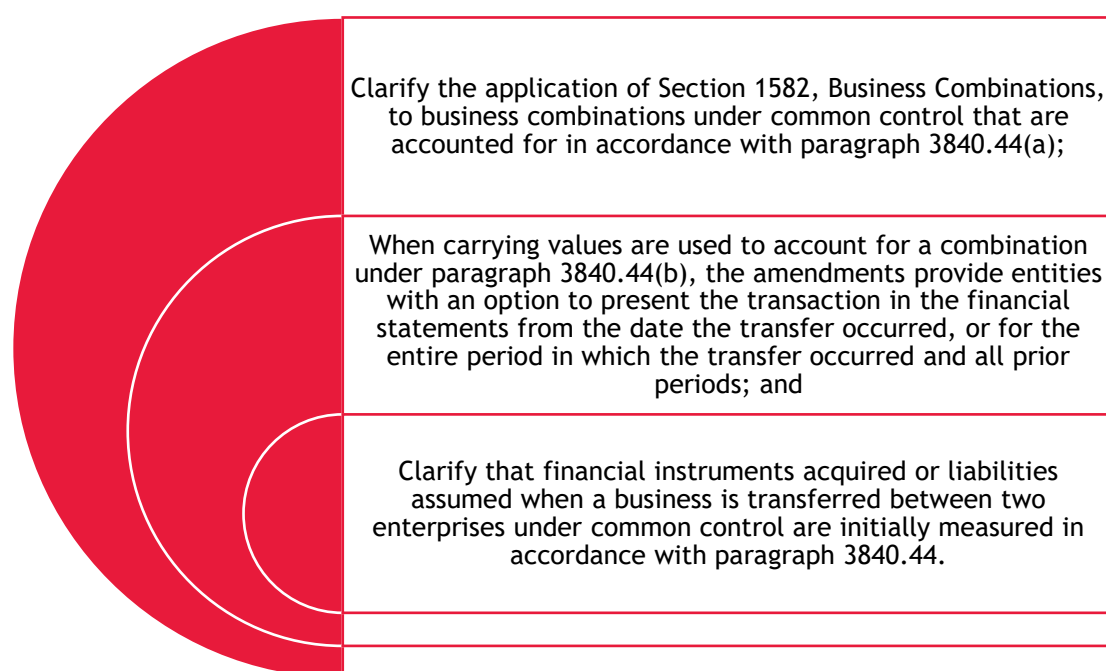 Clarify the application of Section 1582, Business Combinations,
to business combinations under common control that are
accounted for in accordance with paragraph 3840.44(a);
When carrying values are used to account for a combination
under paragraph 3840.44(b), the amendments provide entities
with an option to present the transaction in the financial
statements from the date the transfer occurred, or for the
entire period in which the transfer occurred and all prior
periods; and
Clarify that financial instruments acquired or liabilities
assumed when a business is transferred between two
enterprises under common control are initially measured in
accordance with paragraph 3840.44.